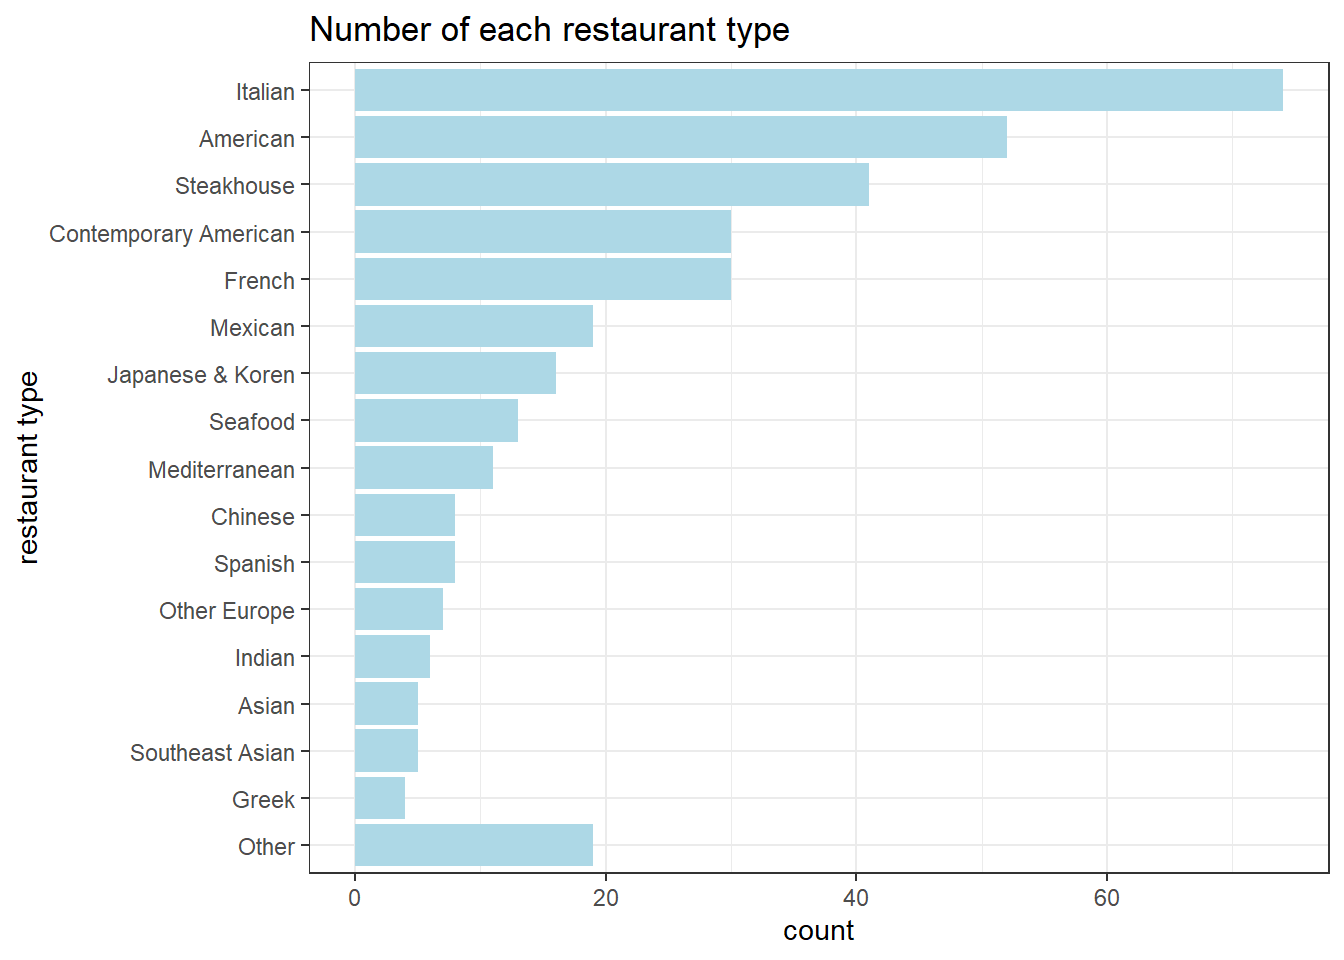 Number of each restaurant type
restaurant type
Italian
American
Steakhouse
Contemporary American
French
Mexican
Japanese & Koren
Seafood
Mediterranean
Chinese
Spanish
Other Europe
Indian
Asian
Southeast Asian
Greek
Other
0 20 40 60
count